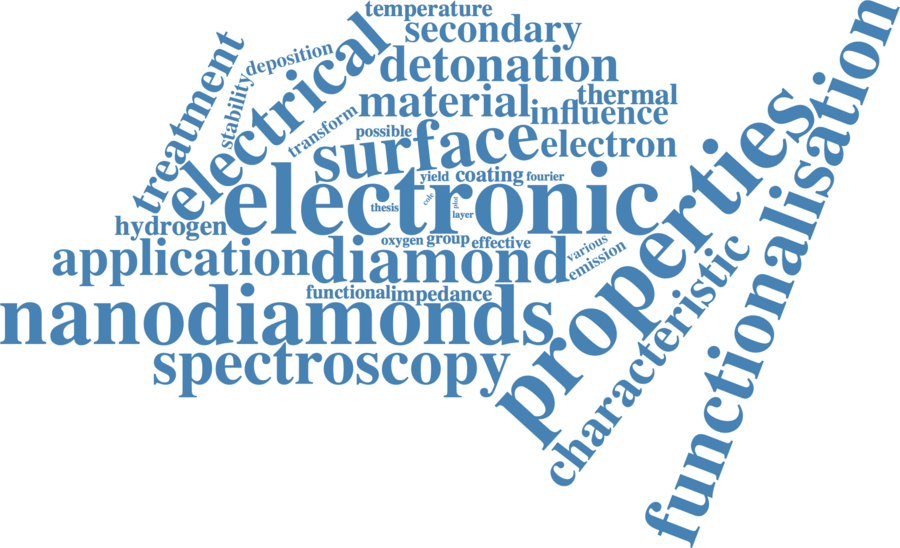 temperature
secondary
deposition
detonation
electrical
treatment
stability
material
thermal
influence
transform
possible
surface
electron
functionalisation
properties
yield
coating
fourier
electronic
thesis
cole
plot
layer
hydrogen
oxygen
group
effective
various
emission
application
diamond
characteristic
functional
impedance
nanodiamonds
spectroscopy